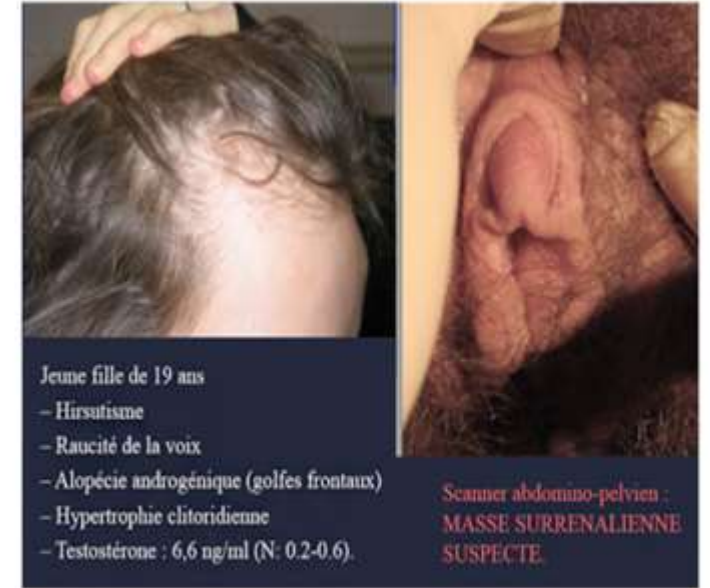 Jeune fille de 19 ans
– Hirsutisme
– Raucité de la voix
– Alopécie androgénique (golfes frontaux)
– Hypertrophie clitoridienne
– Testostérone : 6,6 ng/ml (N: 0.2-0.6).
Scanner abdomino-pelvien :
MASSE SURRENALIENNE
SUSPECTE.